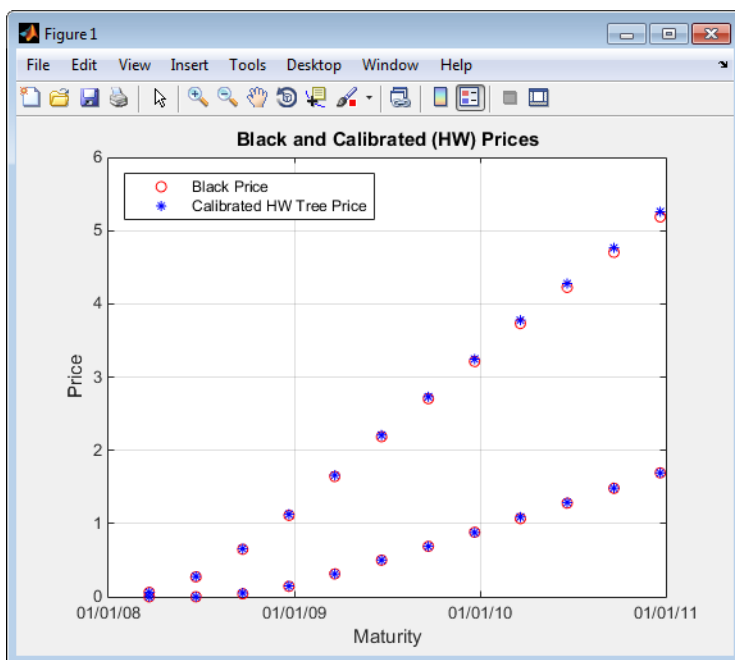 Figure 1
File Edit View Insert Tools Desktop Window Help
Black and Calibrated (HW) Prices
6
Black Price
Calibrated HW Tree Price
5
4
3
2
1
0
Price
01/01/08 01/01/09 01/01/10 01/01/11
Maturity